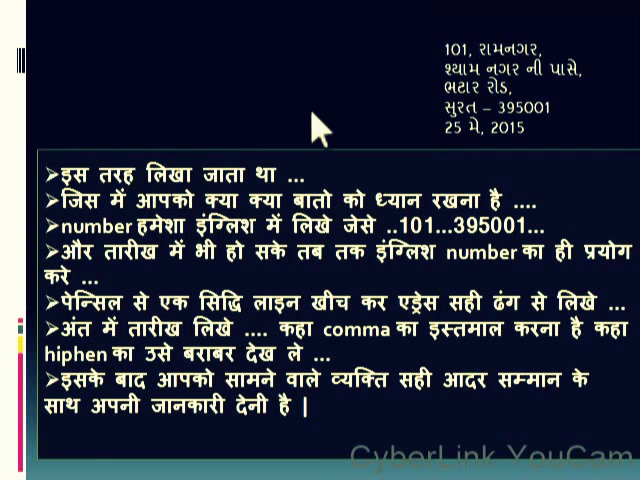 101, રામનગર,
શ્યામ નગર ની પાસે,
ભટાર રોડ,
સુરત – 395001
25 મે, 2015
➢इस तरह लिखा जाता था ...
➢जिस में आपको क्या क्या बातो को ध्यान रखना है ....
➢number हमेशा इंग्लिश में लिखे जेसे ..101...395001...
➢और तारीख में भी हो सके तब तक इंग्लिश number का ही प्रयोग
करे ...
➢पेन्सिल से एक सिद्धि लाइन खीच कर एड्रेस सही ढंग से लिखे ...
➢अंत में तारीख लिखे .... कहा comma का इस्तमाल करना है कहा
hiphen का उसे बराबर देख ले ...
➢इसके बाद आपको सामने वाले व्यक्ति सही आदर सम्मान के
साथ अपनी जानकारी देनी है |
CyberLink YouCam